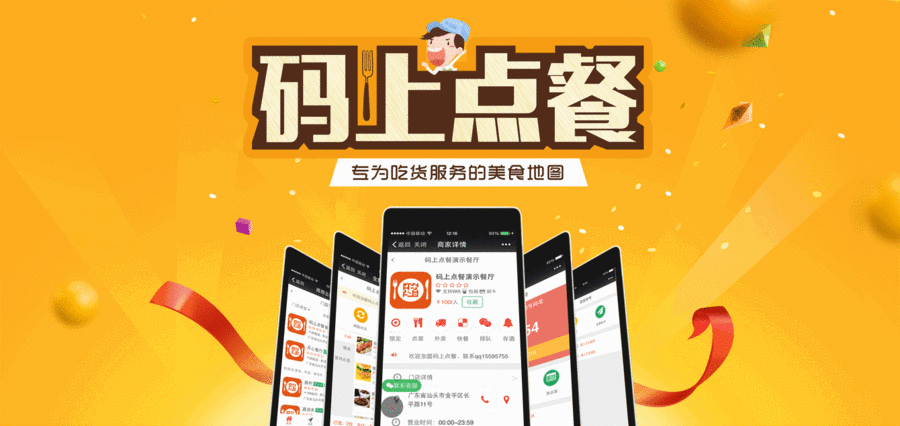 码上点餐
专为吃货服务的美食地图
中国移动 12:16 93%
返回 关闭 商家详情
码上点餐演示餐厅
码上点餐演示餐厅
支持Wifi 包厢 刷卡
¥100/人 收藏
预定 点菜 外卖 快餐 排队 存酒
欢迎加盟码上点餐，联系qq15595755
门店详情
联系客服
广东省汕头市金平区长
平路11号
营业时间：00:00~23:59